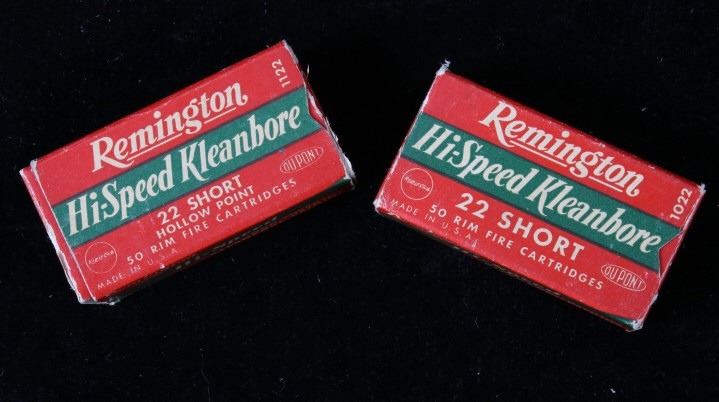 Remington
1122
Hi-Speed Kleanbore
22 SHORT
HOLLOW POINT
50 RIM FIRE CARTRIDGES
MADE IN U.S.A.
DU PONT
Remington
1022
Hi-Speed Kleanbore
22 SHORT
50 RIM FIRE CARTRIDGES
MADE IN U.S.A.
DU PONT